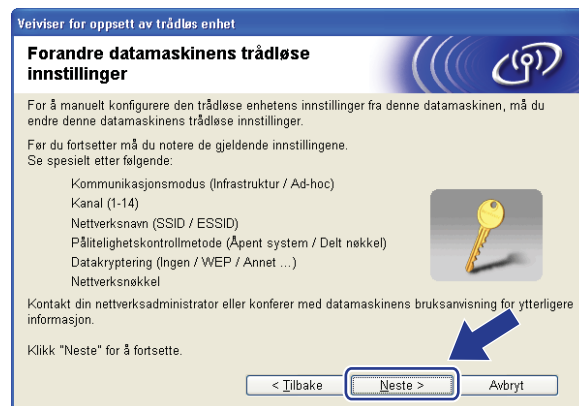 Veiviser for oppsett av trådløs enhet
Forandre datamaskinens trådløse
innstillinger
For å manuelt konfigurere den trådløse enhetens innstillinger fra denne datamaskinen, må du
endre denne datamaskinens trådløse innstillinger.
Før du fortsetter må du notere de gjeldende innstillingene.
Se spesielt etter følgende:
Kommunikasjonsmodus (Infrastruktur / Ad-hoc)
Kanal (1-14)
Nettverksnavn (SSID / ESSID)
Pålitelighetskontrollmetode (Åpent system / Delt nøkkel)
Datakryptering (Ingen / WEP / Annet ...)
Nettverksnøkkel
Kontakt din nettverksadministrator eller konferer med datamaskinens bruksanvisning for ytterligere
informasjon.
Klikk "Neste" for å fortsette.
< Tilbake Neste > Avbryt